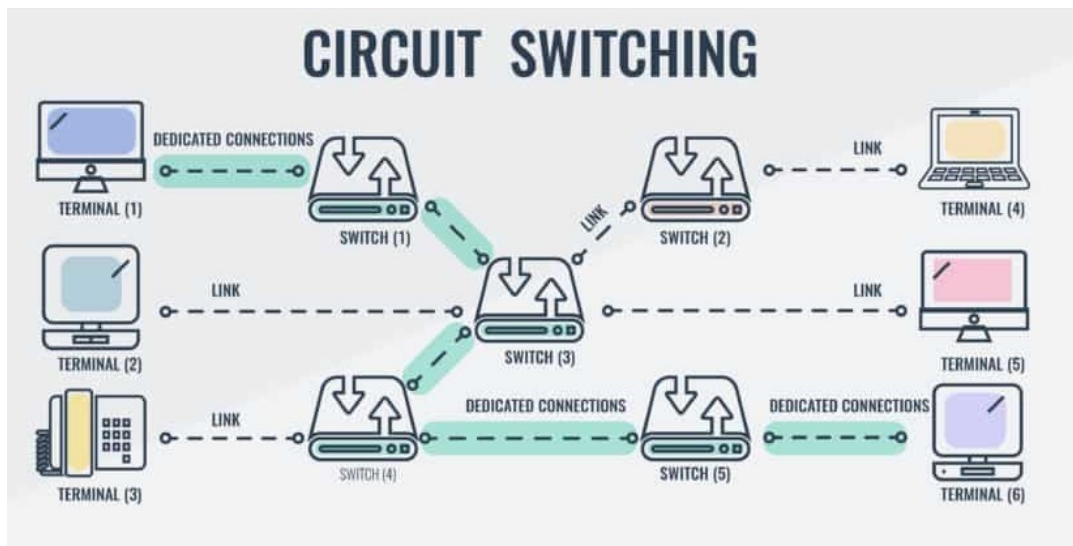 CIRCUIT SWITCHING
DEDICATED CONNECTIONS
LINK
TERMINAL (1)
SWITCH (1)
LINK
SWITCH (2)
TERMINAL (4)
LINK
LINK
TERMINAL (2)
SWITCH (3)
TERMINAL (5)
LINK
DEDICATED CONNECTIONS
DEDICATED CONNECTIONS
TERMINAL (3)
SWITCH (4)
SWITCH (5)
TERMINAL (6)